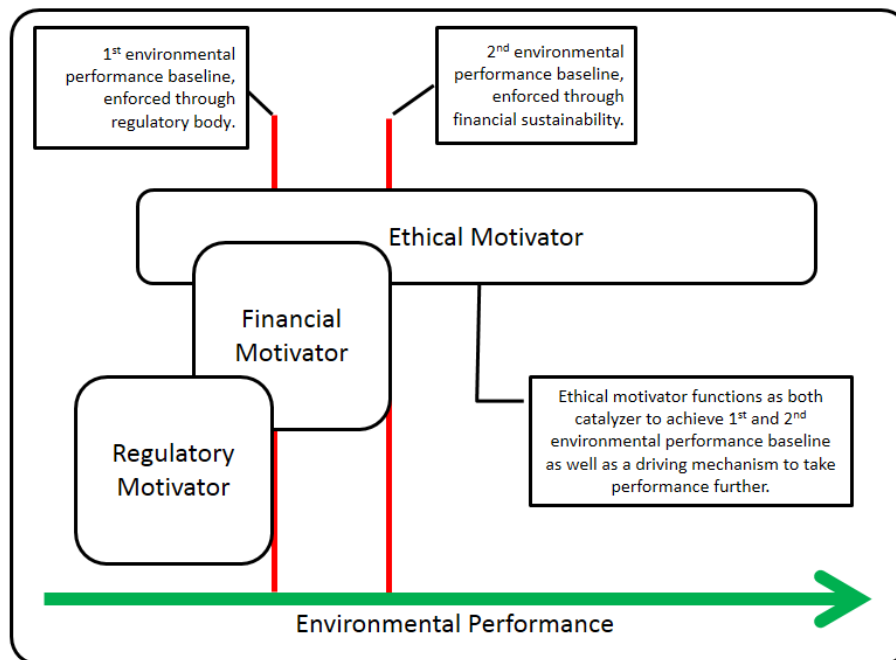 1st environmental
performance baseline,
enforced through
regulatory body.
2nd environmental
performance baseline,
enforced through
financial sustainability.
Ethical Motivator
Financial
Motivator
Ethical motivator functions as both
catalyzer to achieve 1st and 2nd
environmental performance baseline
as well as a driving mechanism to take
performance further.
Regulatory
Motivator
Environmental Performance